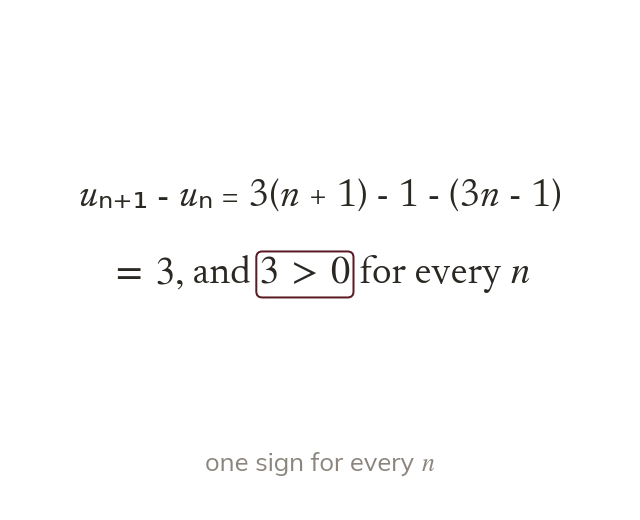 uₙ₊₁ - uₙ = 3(n + 1) - 1 - (3n - 1)
= 3, and 3 > 0 for every n
one sign for every n